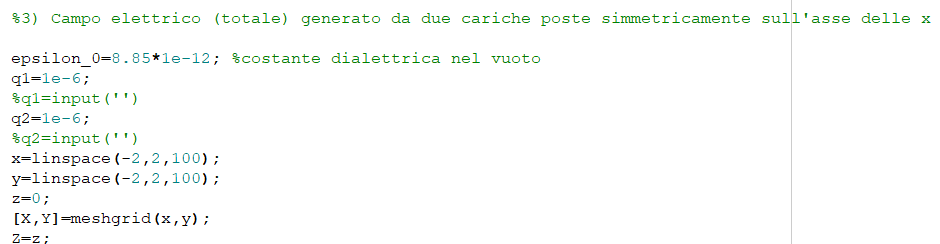 %3) Campo elettrico (totale) generato da due cariche poste simmetricamente sull'asse delle x
epsilon_0=8.85*1e-12; %costante dialettrica nel vuoto
q1=1e-6;
%q1=input('')
q2=1e-6;
%q2=input('')
x=linspace(-2,2,100);
y=linspace(-2,2,100);
z=0;
[X,Y]=meshgrid(x,y);
Z=z;